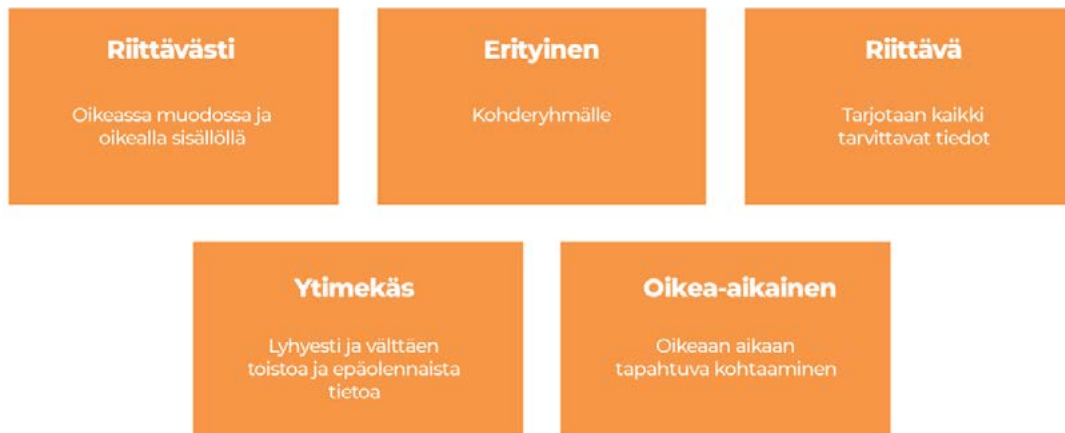 Riittävästi
Oikeassa muodossa ja
oikealla sisällöllä
Erityinen
Kohderyhmälle
Riittävä
Tarjotaan kaikki
tarvittavat tiedot
Ytimekäs
Lyhyesti ja välttäen
toistoa ja epäolennaista
tietoa
Oikea-aikainen
Oikeaan aikaan
tapahtuva kohtaaminen